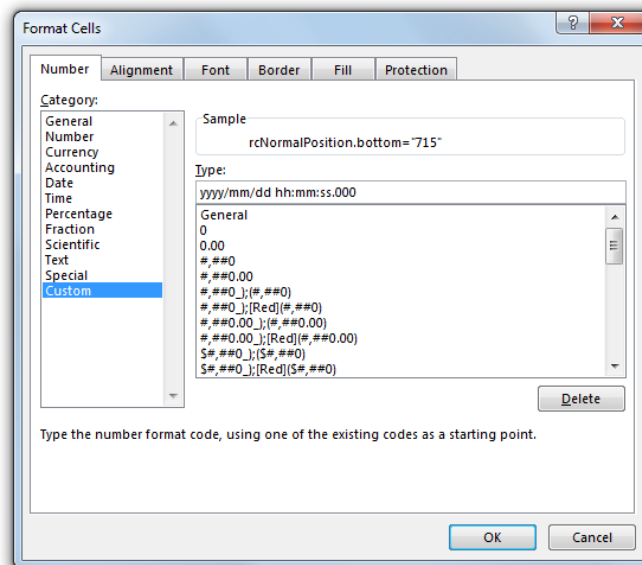 Format Cells
Number Alignment Font Border Fill Protection
Category:
General
Number
Currency
Accounting
Date
Time
Percentage
Fraction
Scientific
Text
Special
Custom
Sample
rcNormalPosition.bottom="715"
Type:
yyyy/mm/dd hh:mm:ss.000
General
0
0.00
#,##0
#,##0.00
#,##0_);(#,##0)
#,##0_);[Red](#,##0)
#,##0.00_);(#,##0.00)
#,##0.00_);[Red](#,##0.00)
$#,##0_);($#,##0)
$#,##0_);[Red]($#,##0)
Delete
Type the number format code, using one of the existing codes as a starting point.
OK Cancel